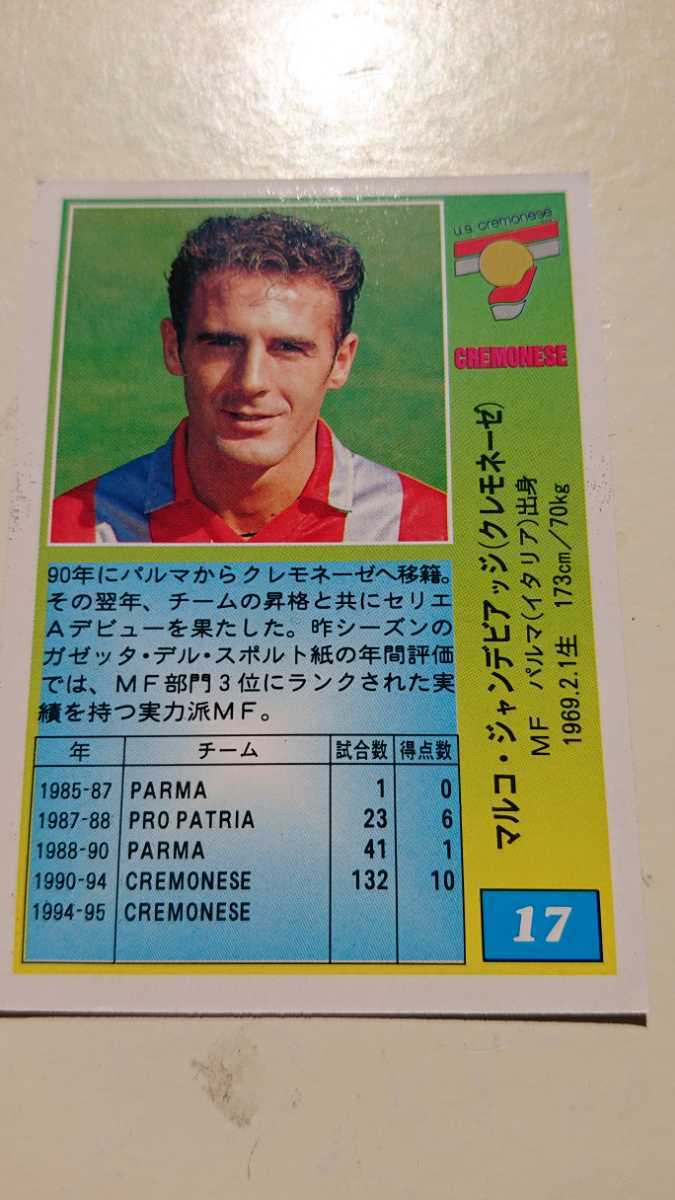 u.s. cremonese
CREMONESE
マルコ・ジャンデビアッジ(クレモネーゼ)
MF パルマ(イタリア)出身
1969.2.1生 173cm/70kg
90年にパルマからクレモネーゼへ移籍。
その翌年、チームの昇格と共にセリエ
Aデビューを果たした。昨シーズンの
ガゼッタ・デル・スポルト紙の年間評価
では、MF部門3位にランクされた実
績を持つ実力派MF。
年 チーム 試合数 得点数
1985-87 PARMA 1 0
1987-88 PRO PATRIA 23 6
1988-90 PARMA 41 1
1990-94 CREMONESE 132 10
1994-95 CREMONESE
17